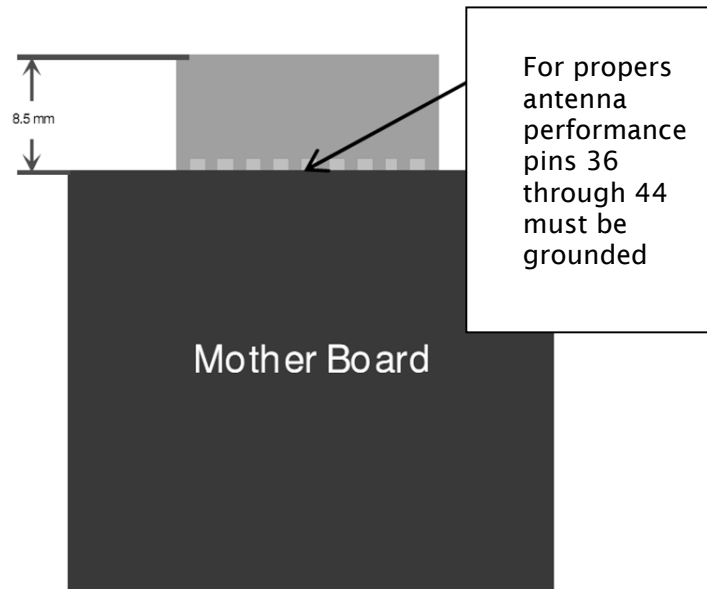 For propers
antenna
performance
pins 36
through 44
must be
grounded
8.5 mm
Mother Board